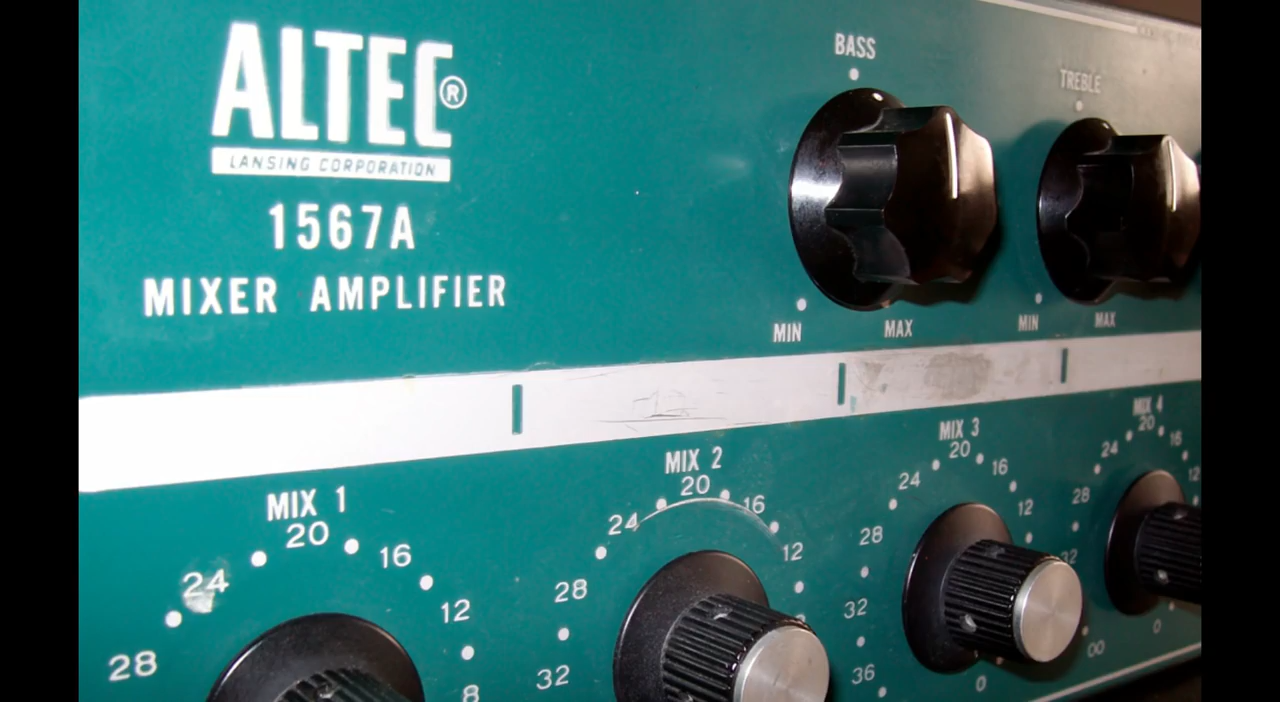 ALTEC®
LANSING CORPORATION
1567A
MIXER AMPLIFIER
BASS
MIN
MAX
TREBLE
MIN
MAX
MIX 1
28
24
20
16
12
8
MIX 2
32
28
24
20
16
12
MIX 3
36
32
28
24
20
16
12
0
MIX 4
32
28
24
20
16
12
00
0